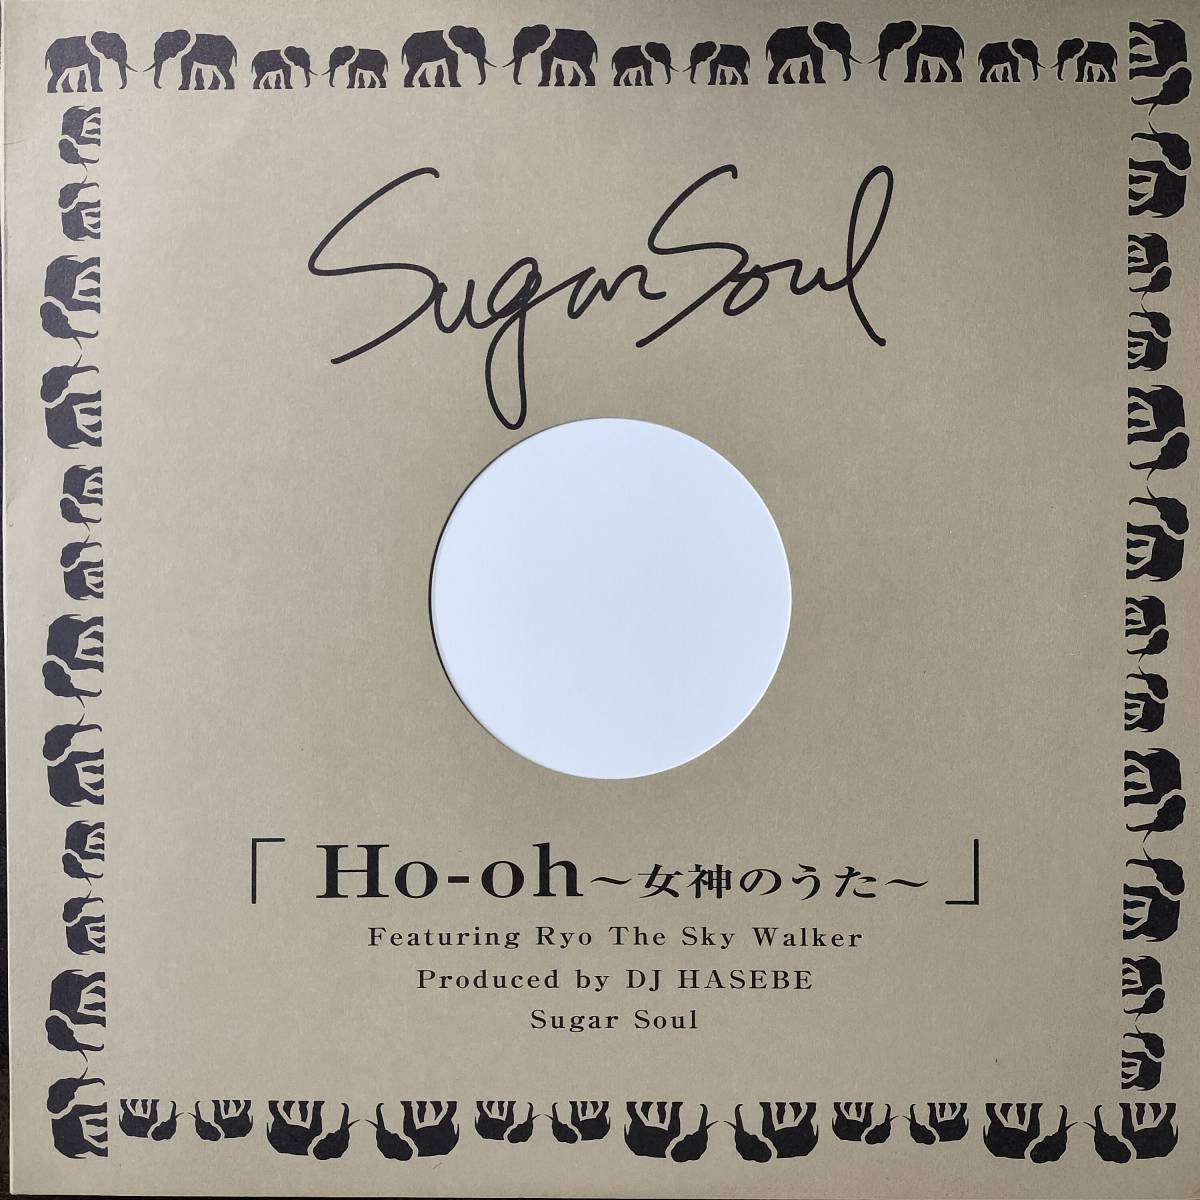 Sugar Soul
「Ho-oh～女神のうた～」
Featuring Ryo The Sky Walker
Produced by DJ HASEBE
Sugar Soul